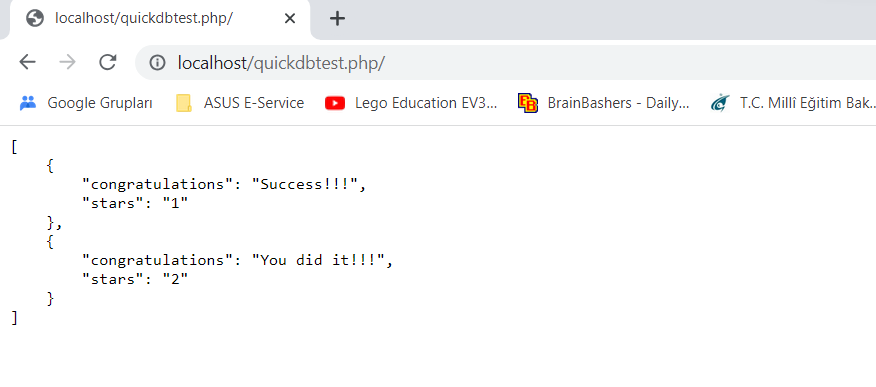 localhost/quickdbtest.php/
localhost/quickdbtest.php/
Google Grupları ASUS E-Service Lego Education EV3... BrainBashers - Daily... T.C. Millî Eğitim Bak...
[
    {
        "congratulations": "Success!!!",
        "stars": "1"
    },
    {
        "congratulations": "You did it!!!",
        "stars": "2"
    }
]